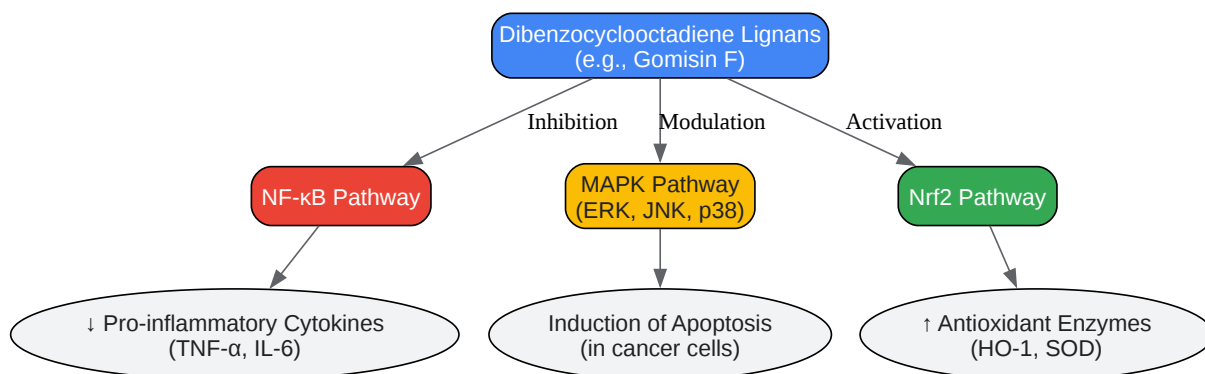 Dibenzocyclooctadiene Lignans
(e.g., Gomisin F)
Inhibition
Modulation
Activation
NF-κB Pathway
MAPK Pathway
(ERK, JNK, p38)
Nrf2 Pathway
↓ Pro-inflammatory Cytokines
(TNF-α, IL-6)
Induction of Apoptosis
(in cancer cells)
↑ Antioxidant Enzymes
(HO-1, SOD)